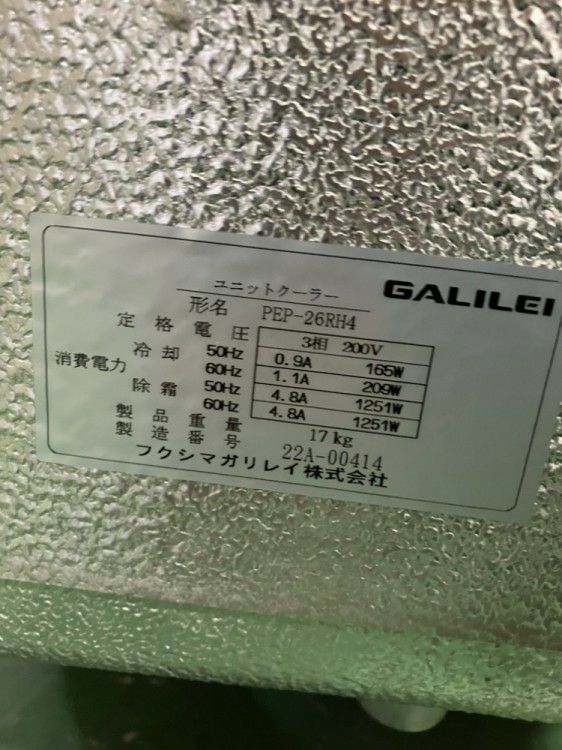 GALILEI
ユニットクーラー
形名 PEP-26RH4
定格電圧 3相 200V
冷却 50Hz 0.9A 165W
消費電力 60Hz 1.1A 209W
除霜 50Hz 4.8A 1251W
60Hz 4.8A 1251W
製品重量 17kg
製造番号 22A-00414
フクシマガリレイ株式会社